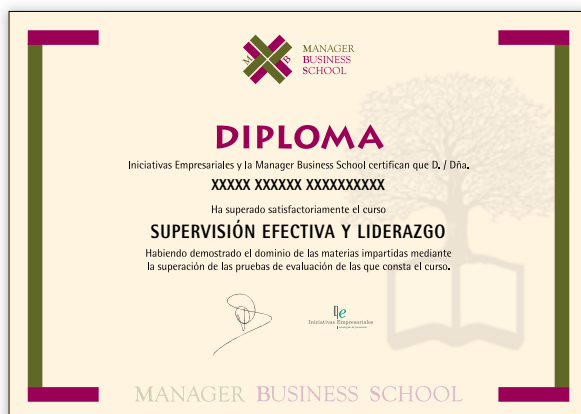 M B
MANAGER
BUSINESS
SCHOOL
DIPLOMA
Iniciativas Empresariales y la Manager Business School certifican que D. / Dña.
XXXXX XXXXXX XXXXXXXXXX
Ha superado satisfactoriamente el curso
SUPERVISIÓN EFECTIVA Y LIDERAZGO
Habiendo demostrado el dominio de las materias impartidas mediante
la superación de las pruebas de evaluación de las que consta el curso.
Ie
Iniciativas Empresariales
MANAGER BUSINESS SCHOOL